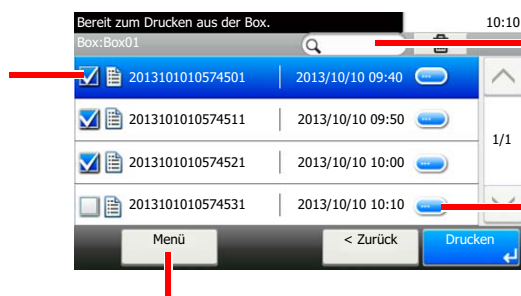 Bereit zum Drucken aus der Box. 10:10
Box:Box01
2013101010574501 2013/10/10 09:40
2013101010574511 2013/10/10 09:50
2013101010574521 2013/10/10 10:00
1/1
2013101010574531 2013/10/10 10:10
Menü < Zurück Drucken